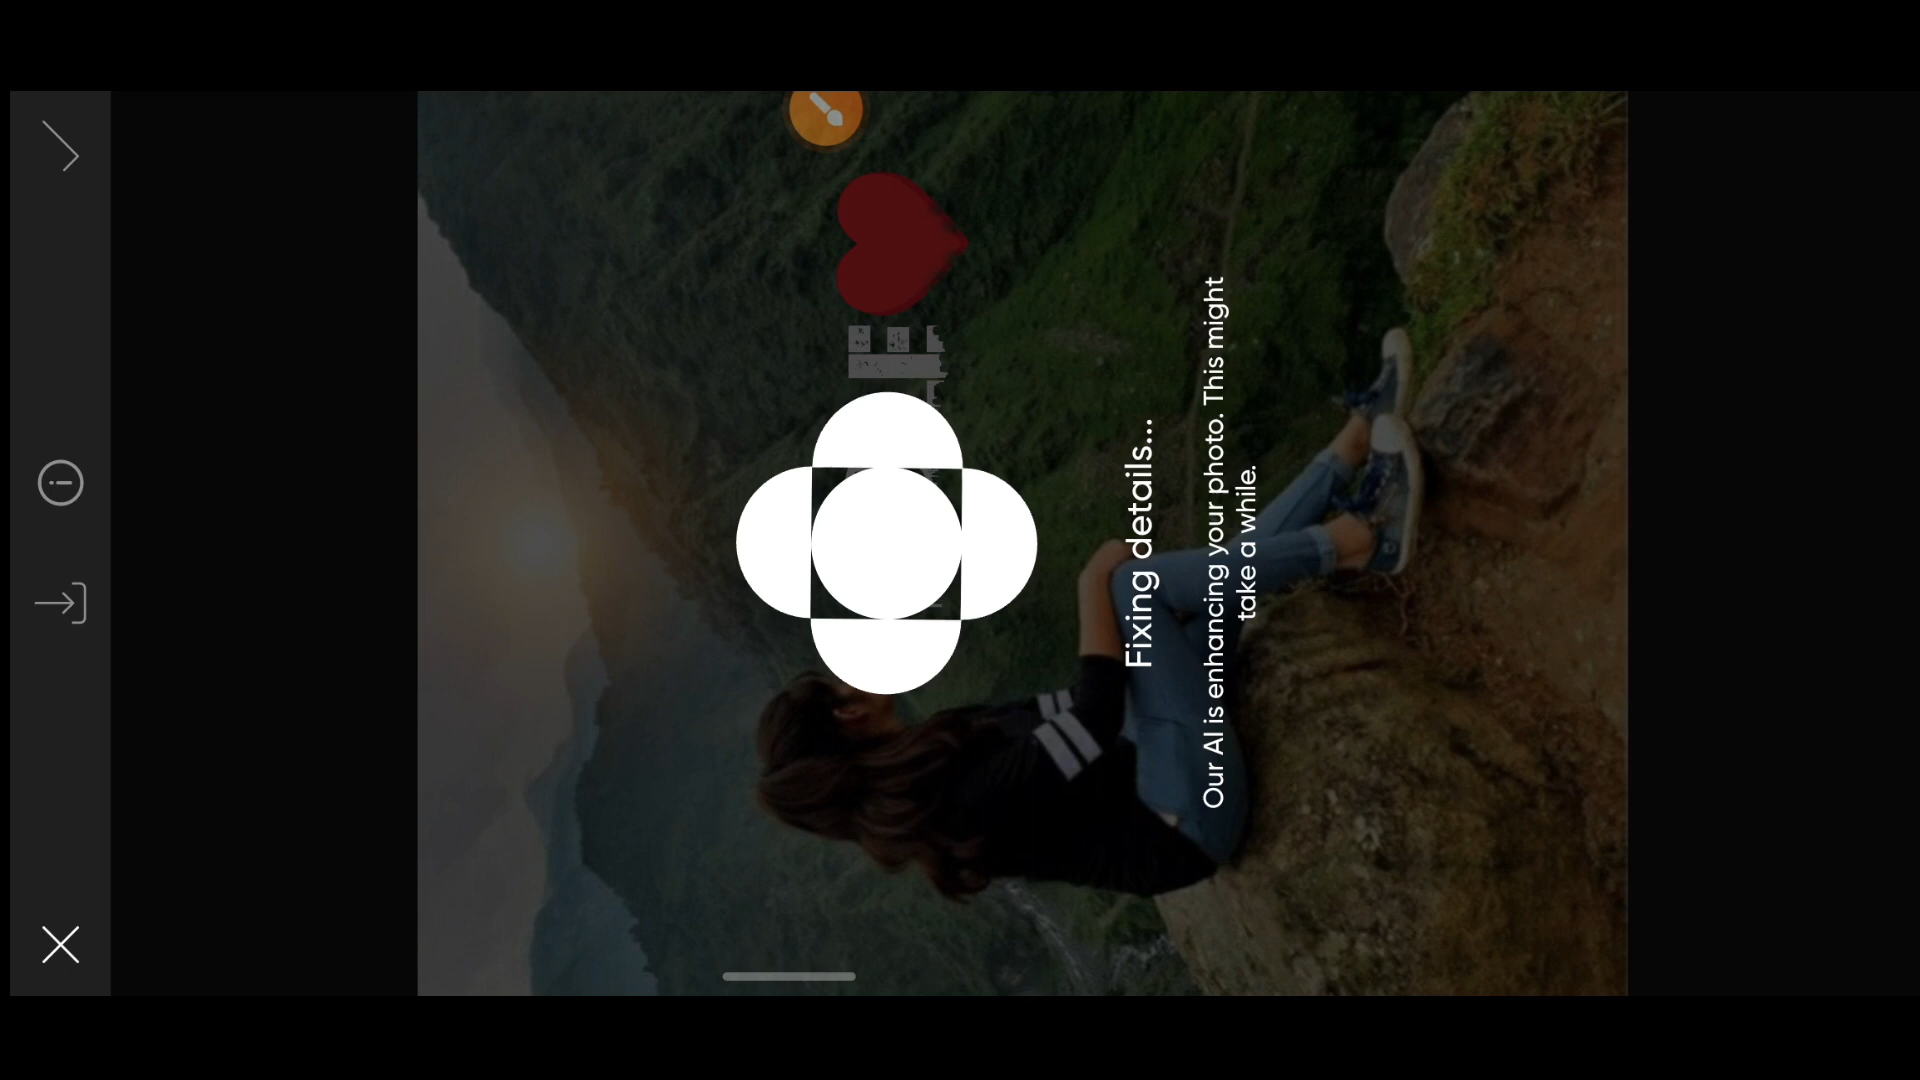 Fixing details...
Our AI is enhancing your photo. This might
take a while.